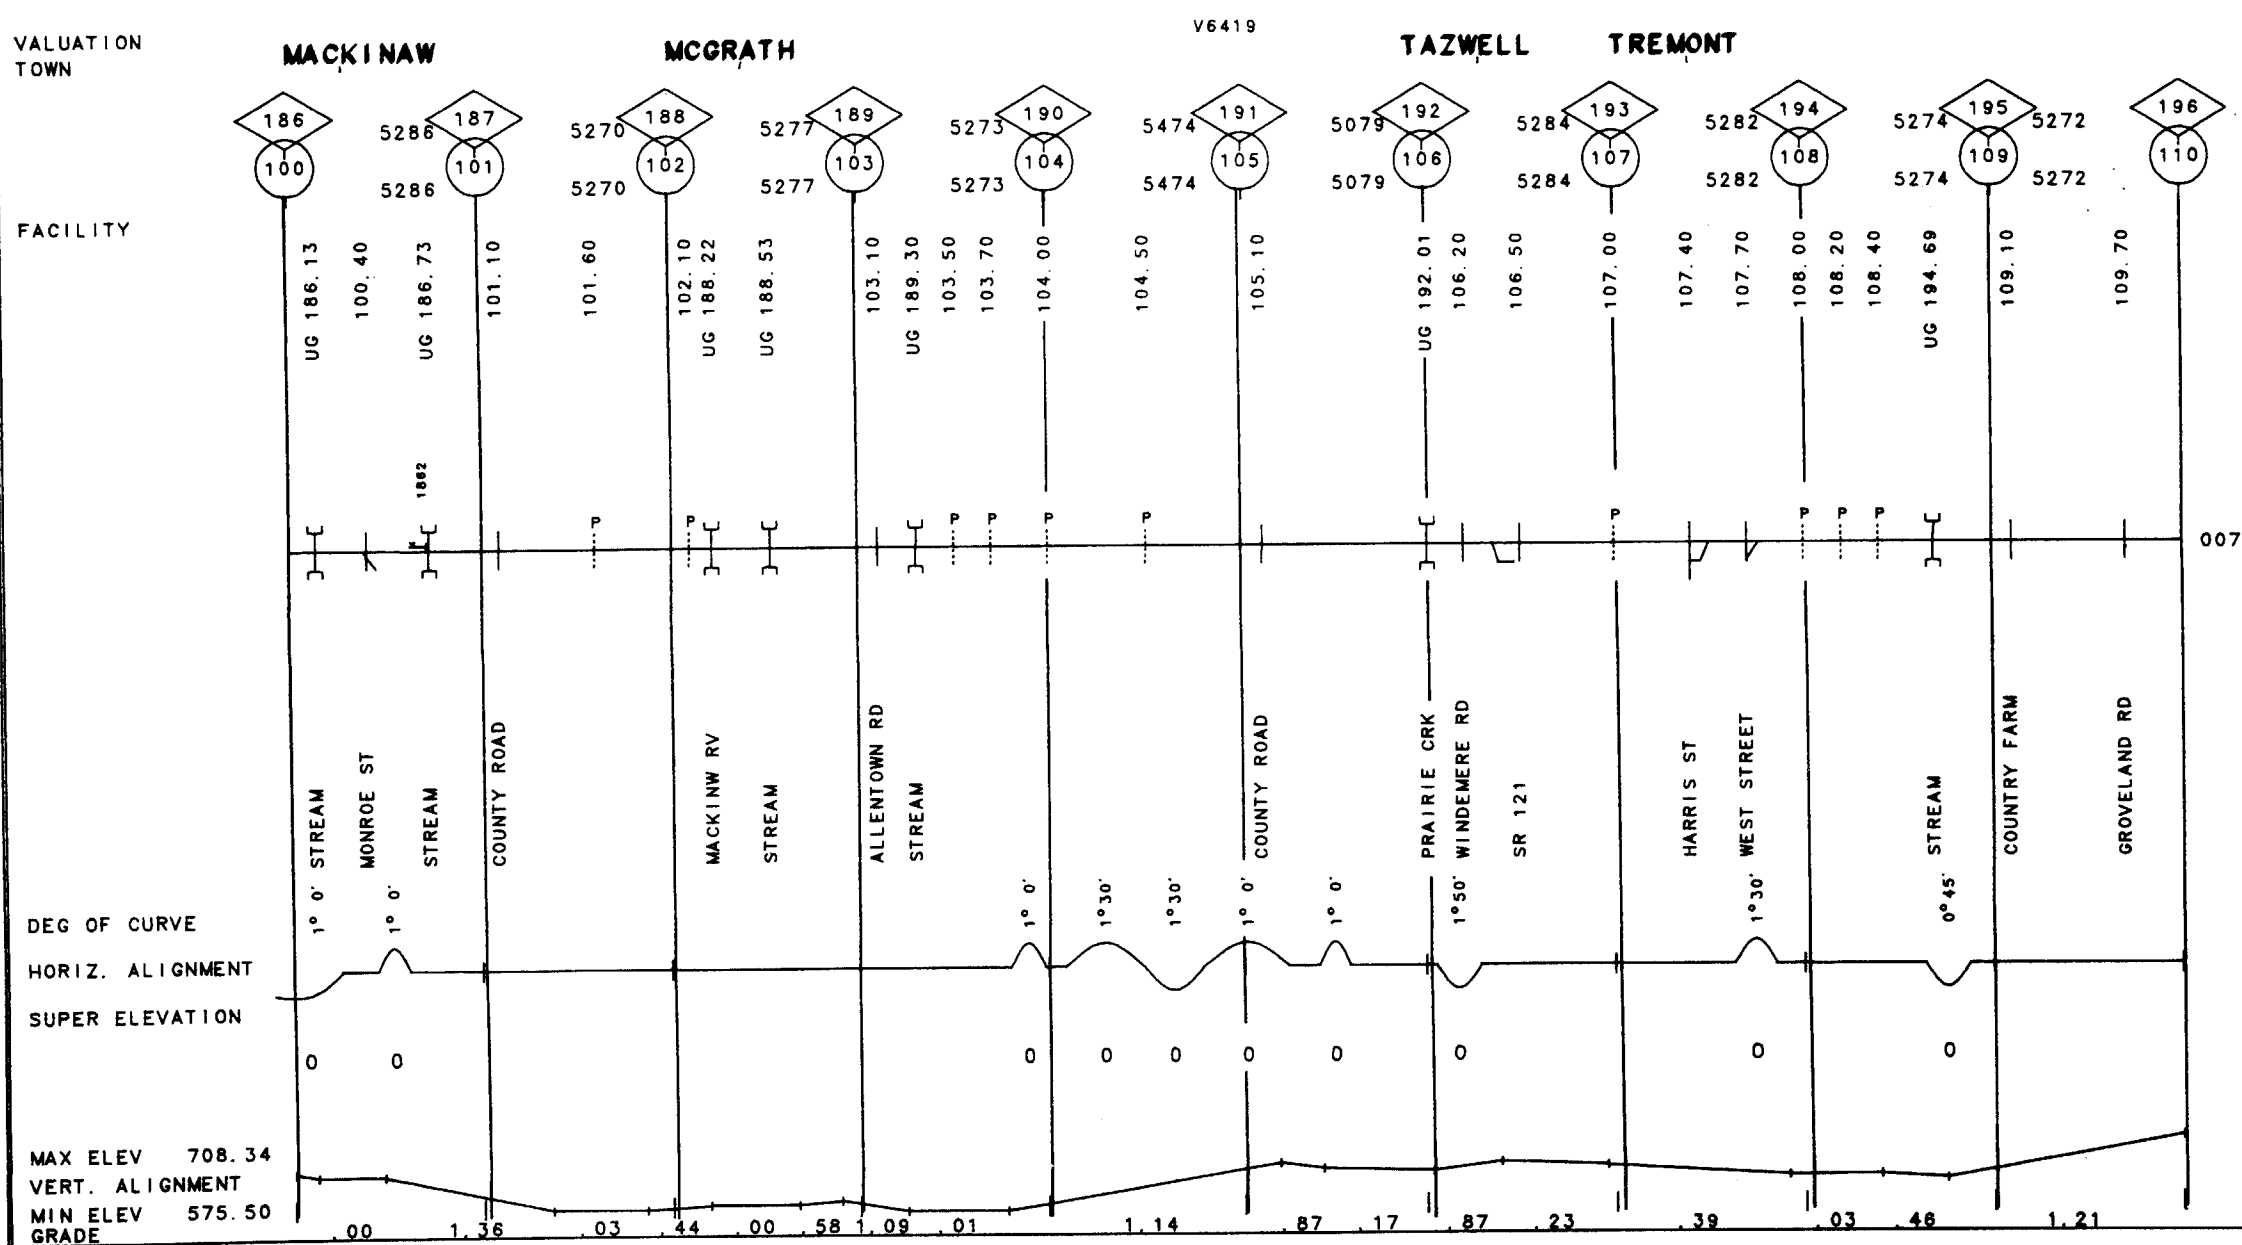 V6419
VALUATION
TOWN
MACKINAW MCGRATH TAZWELL TREMONT
186 5286 187 5270 188 5277 189 5273 190 5474 191 5079 192 5284 193 5282 194 5274 195 5272 196
100 101 102 103 104 105 106 107 108 109 110
5286 5270 5277 5273 5474 5079 5284 5282 5274 5272
FACILITY
UG 186.13
100.40
UG 186.73
101.10
101.60
102.10
UG 188.22
UG 188.53
103.10
UG 189.30
103.50
103.70
104.00
104.50
105.10
UG 192.01
106.20
106.50
107.00
107.40
107.70
108.00
108.20
108.40
UG 194.69
109.10
109.70
1862
P P P P P P P P P P
007
STREAM
MONROE ST
STREAM
COUNTY ROAD
MACKINW RV
STREAM
ALLENTOWN RD
STREAM
COUNTY ROAD
PRAIRIE CRK
WINDEMERE RD
SR 121
HARRIS ST
WEST STREET
STREAM
COUNTRY FARM
GROVELAND RD
DEG OF CURVE
1° 0' 1° 0' 1° 0' 1°30' 1°30' 1° 0' 1° 0' 1°50' 1°30' 0°45'
HORIZ. ALIGNMENT
SUPER ELEVATION
0 0 0 0 0 0 0 0 0 0
MAX ELEV 708.34
VERT. ALIGNMENT
MIN ELEV 575.50
GRADE .00 1.36 .03 .44 .00 .58 1.09 .01 1.14 .87 .17 .87 .23 .39 .03 .46 1.21